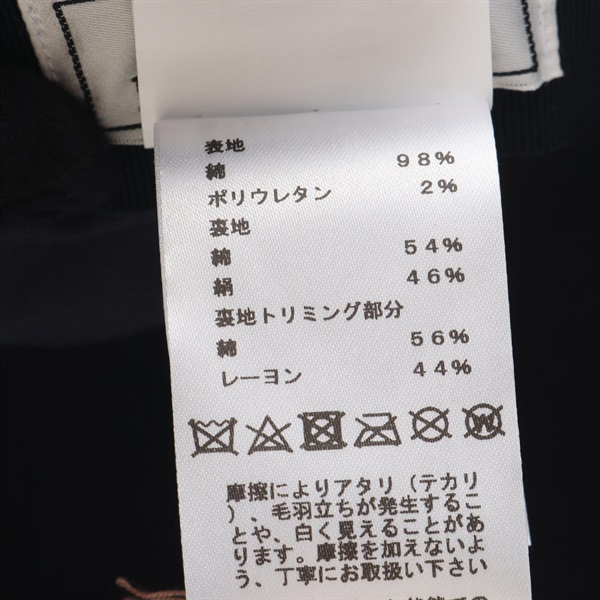 表地
綿 98%
ポリウレタン 2%
裏地
綿 54%
絹 46%
裏地トリミング部分
綿 56%
レーヨン 44%
摩擦によりアタリ（テカリ
）、毛羽立ちが発生するこ
とや、白く見えることがあ
ります。摩擦を加えないよ
う、丁寧にお取扱い下さい